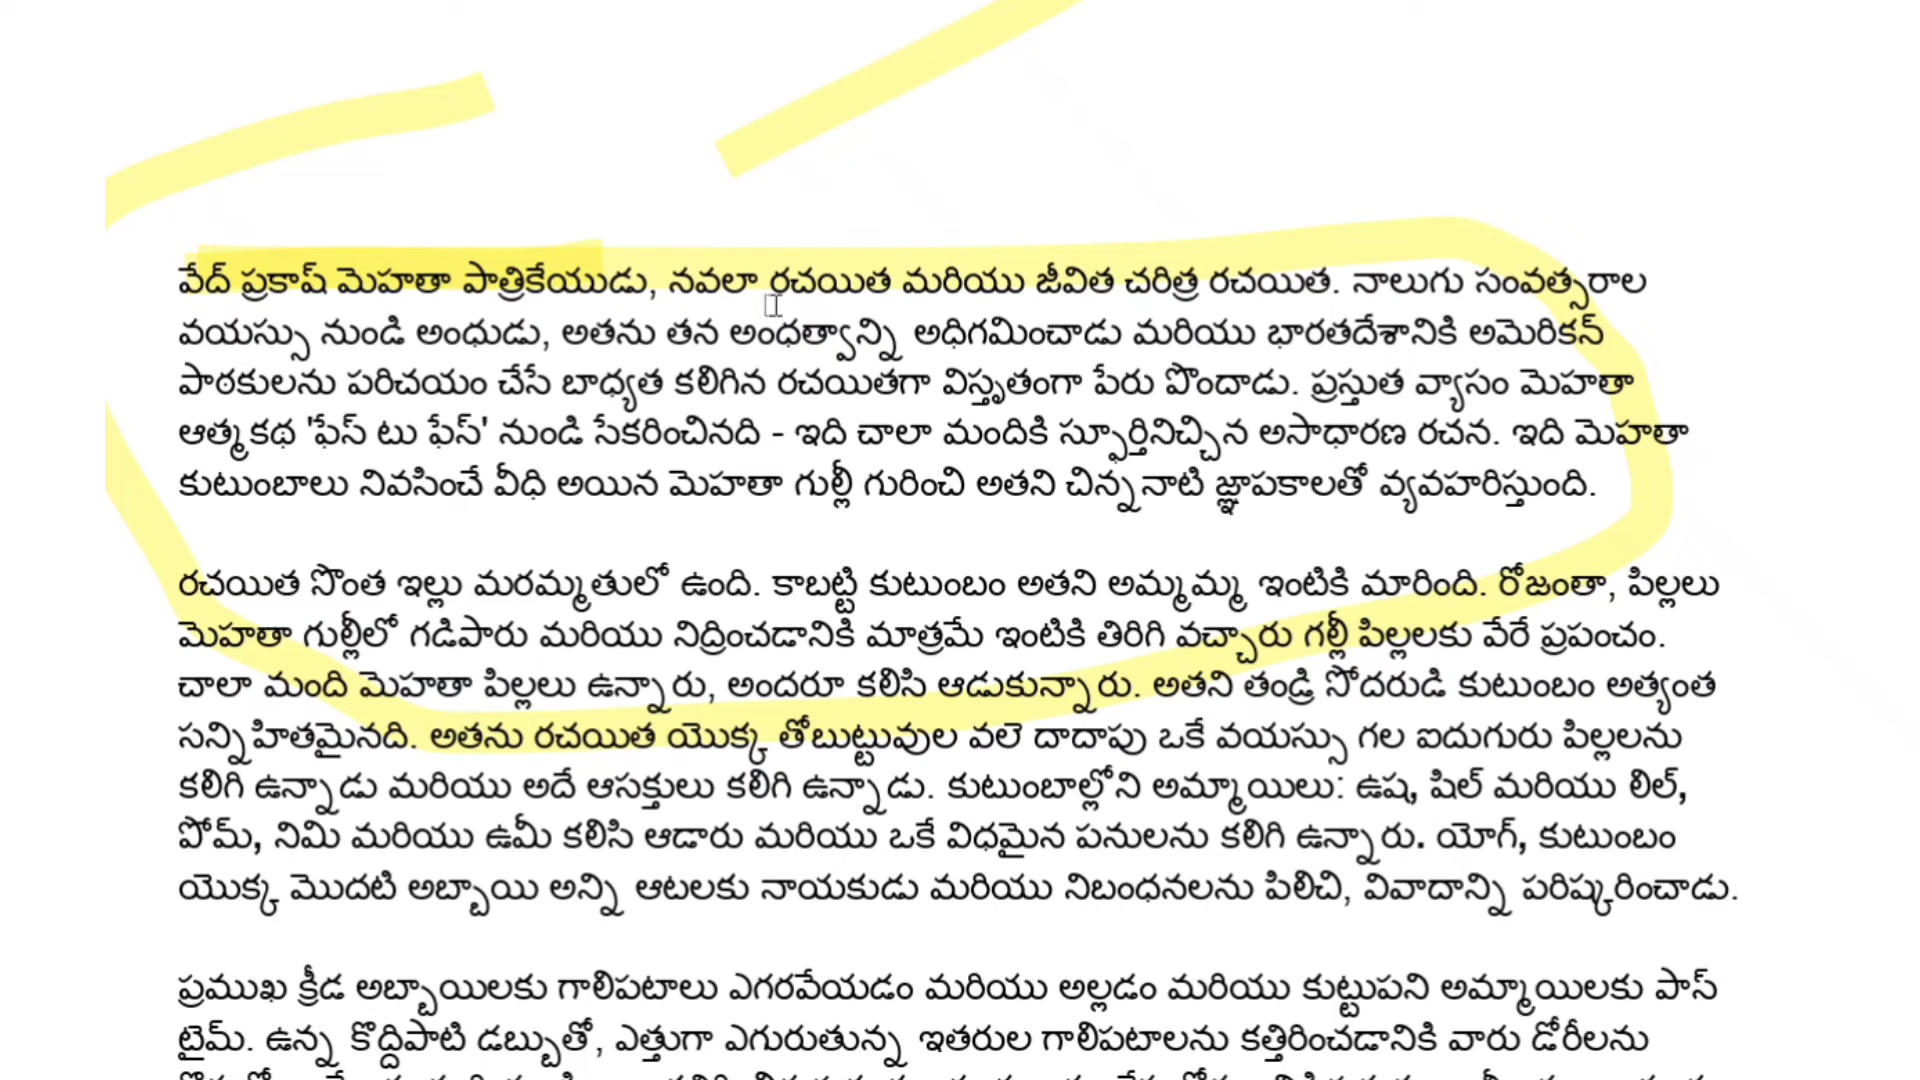 వేద్ ప్రకాష్ మెహతా పాత్రికేయుడు, నవలా రచయిత మరియు జీవిత చరిత్ర రచయిత. నాలుగు సంవత్సరాల
వయస్సు నుండి అంధుడు, అతను తన అంధత్వాన్ని అధిగమించాడు మరియు భారతదేశానికి అమెరికన్
పాఠకులను పరిచయం చేసే బాధ్యత కలిగిన రచయితగా విస్తృతంగా పేరు పొందాడు. ప్రస్తుత వ్యాసం మెహతా
ఆత్మకథ 'ఫేస్ టు ఫేస్' నుండి సేకరించినది - ఇది చాలా మందికి స్ఫూర్తినిచ్చిన అసాధారణ రచన. ఇది మెహతా
కుటుంబాలు నివసించే వీధి అయిన మెహతా గుల్లీ గురించి అతని చిన్ననాటి జ్ఞాపకాలతో వ్యవహరిస్తుంది.
రచయిత సొంత ఇల్లు మరమ్మతులో ఉంది. కాబట్టి కుటుంబం అతని అమ్మమ్మ ఇంటికి మారింది. రోజంతా, పిల్లలు
మెహతా గుల్లీలో గడిపారు మరియు నిద్రించడానికి మాత్రమే ఇంటికి తిరిగి వచ్చారు గల్లీ పిల్లలకు వేరే ప్రపంచం.
చాలా మంది మెహతా పిల్లలు ఉన్నారు, అందరూ కలిసి ఆడుకున్నారు. అతని తండ్రి సోదరుడి కుటుంబం అత్యంత
సన్నిహితమైనది. అతను రచయిత యొక్క తోబుట్టువుల వలె దాదాపు ఒకే వయస్సు గల ఐదుగురు పిల్లలను
కలిగి ఉన్నాడు మరియు అదే ఆసక్తులు కలిగి ఉన్నాడు. కుటుంబాల్లోని అమ్మాయిలు: ఉష, షీల్ మరియు లిల్,
పోమ్, నిమి మరియు ఉమీ కలిసి ఆడారు మరియు ఒకే విధమైన పనులను కలిగి ఉన్నారు. యోగ్, కుటుంబం
యొక్క మొదటి అబ్బాయి అన్ని ఆటలకు నాయకుడు మరియు నిబంధనలను పిలిచి, వివాదాన్ని పరిష్కరించాడు.
ప్రముఖ క్రీడ అబ్బాయిలకు గాలిపటాలు ఎగరవేయడం మరియు అల్లడం మరియు కుట్టుపని అమ్మాయిలకు పాస్
టైమ్. ఉన్న కొద్దిపాటి డబ్బుతో, ఎత్తుగా ఎగురుతున్న ఇతరుల గాలిపటాలను కత్తిరించడానికి వారు డోరీలను